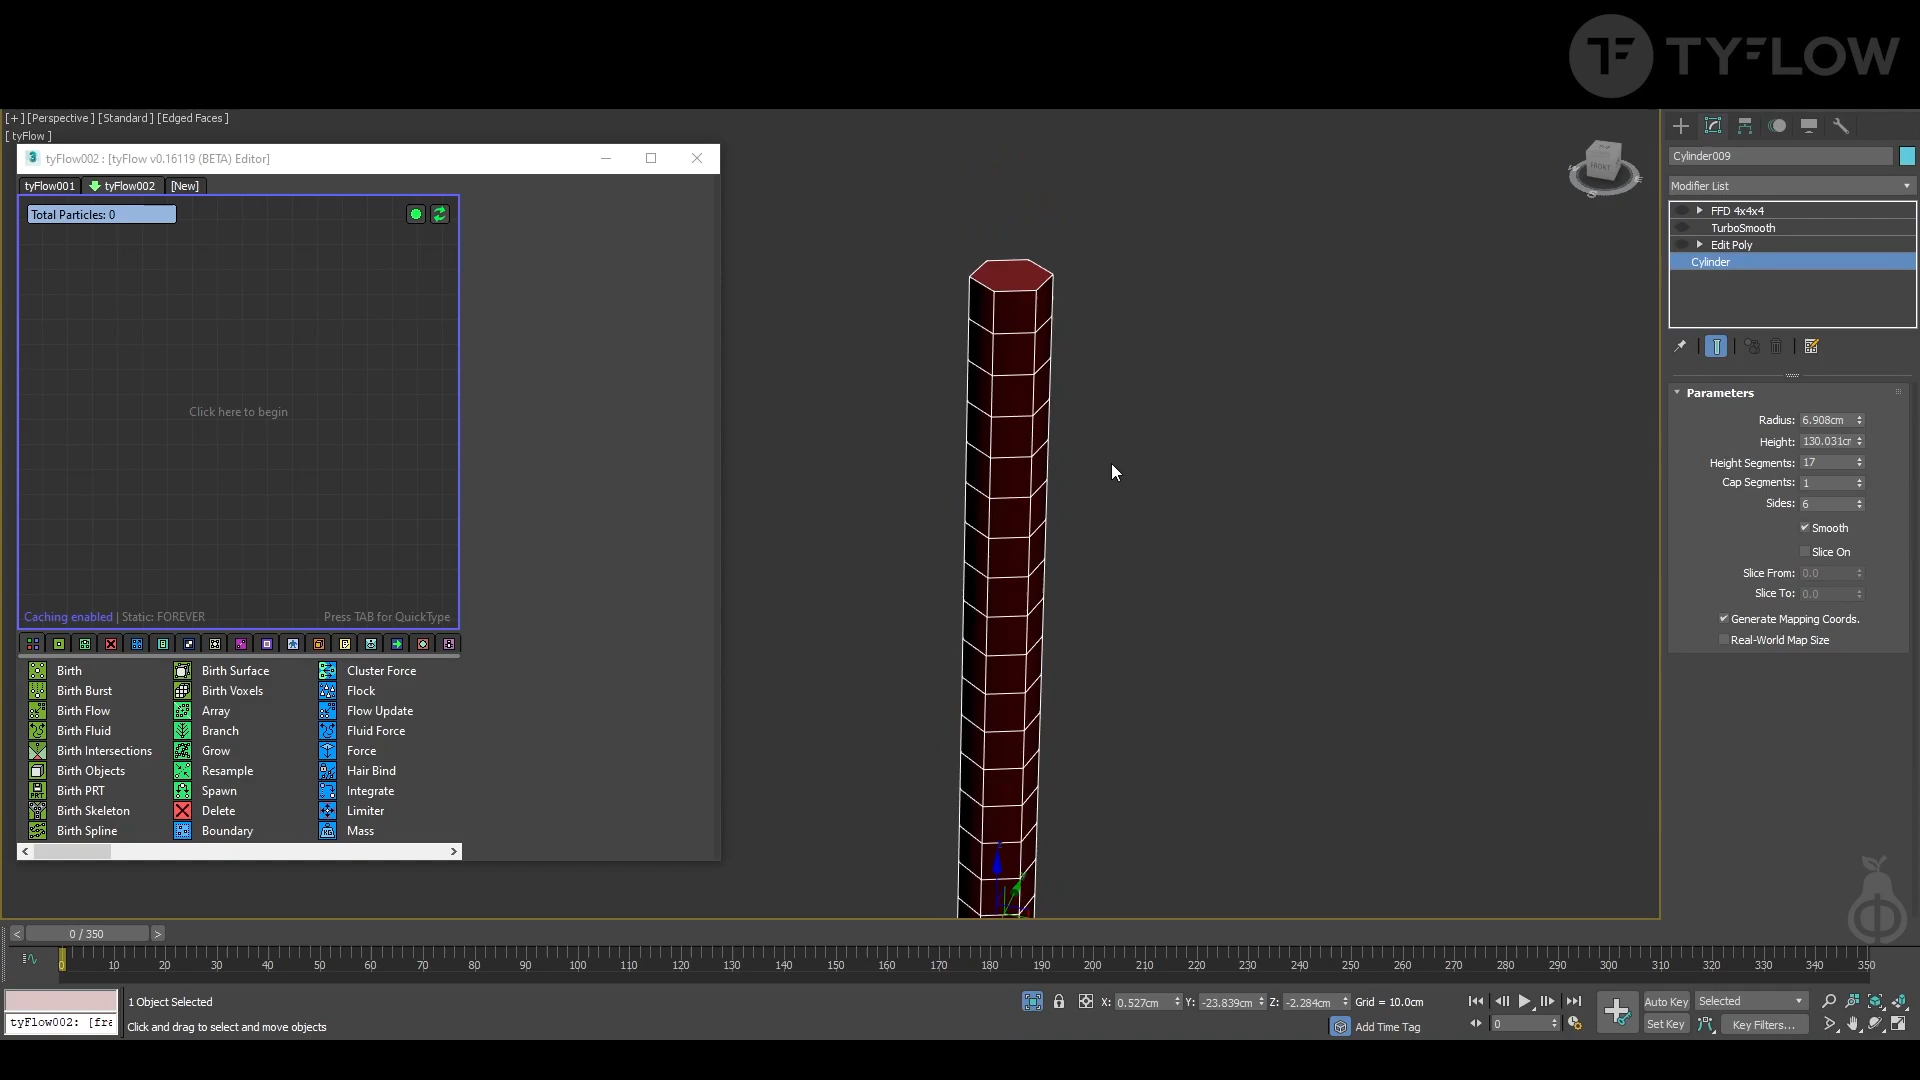 TYFLOW
[+] [Perspective ] [Standard ] [Edged Faces ]
[ tyFlow ]
tyFlow002 : [tyFlow v0.16119 (BETA) Editor]
tyFlow001 tyFlow002 [New]
Total Particles: 0
Click here to begin
Caching enabled | Static: FOREVER Press TAB for QuickType
Birth Birth Surface Cluster Force
Birth Burst Birth Voxels Flock
Birth Flow Array Flow Update
Birth Fluid Branch Fluid Force
Birth Intersections Grow Force
Birth Objects Resample Hair Bind
Birth PRT Spawn Integrate
Birth Skeleton Delete Limiter
Birth Spline Boundary Mass
FRONT
Cylinder009
Modifier List
FFD 4x4x4
TurboSmooth
Edit Poly
Cylinder
Parameters
Radius: 6.908cm
Height: 130.031cr
Height Segments: 17
Cap Segments: 1
Sides: 6
Smooth
Slice On
Slice From: 0.0
Slice To: 0.0
Generate Mapping Coords.
Real-World Map Size
< 0 / 350 >
0 10 20 30 40 50 60 70 80 90 100 110 120 130 140 150 160 170 180 190 200 210 220 230 240 250 260 270 280 290 300 310 320 330 340 350
1 Object Selected X: 0.527cm Y: -23.839cm Z: -2.284cm Grid = 10.0cm Auto Key Selected
tyFlow002: [fra Click and drag to select and move objects Add Time Tag 0 Set Key Key Filters...